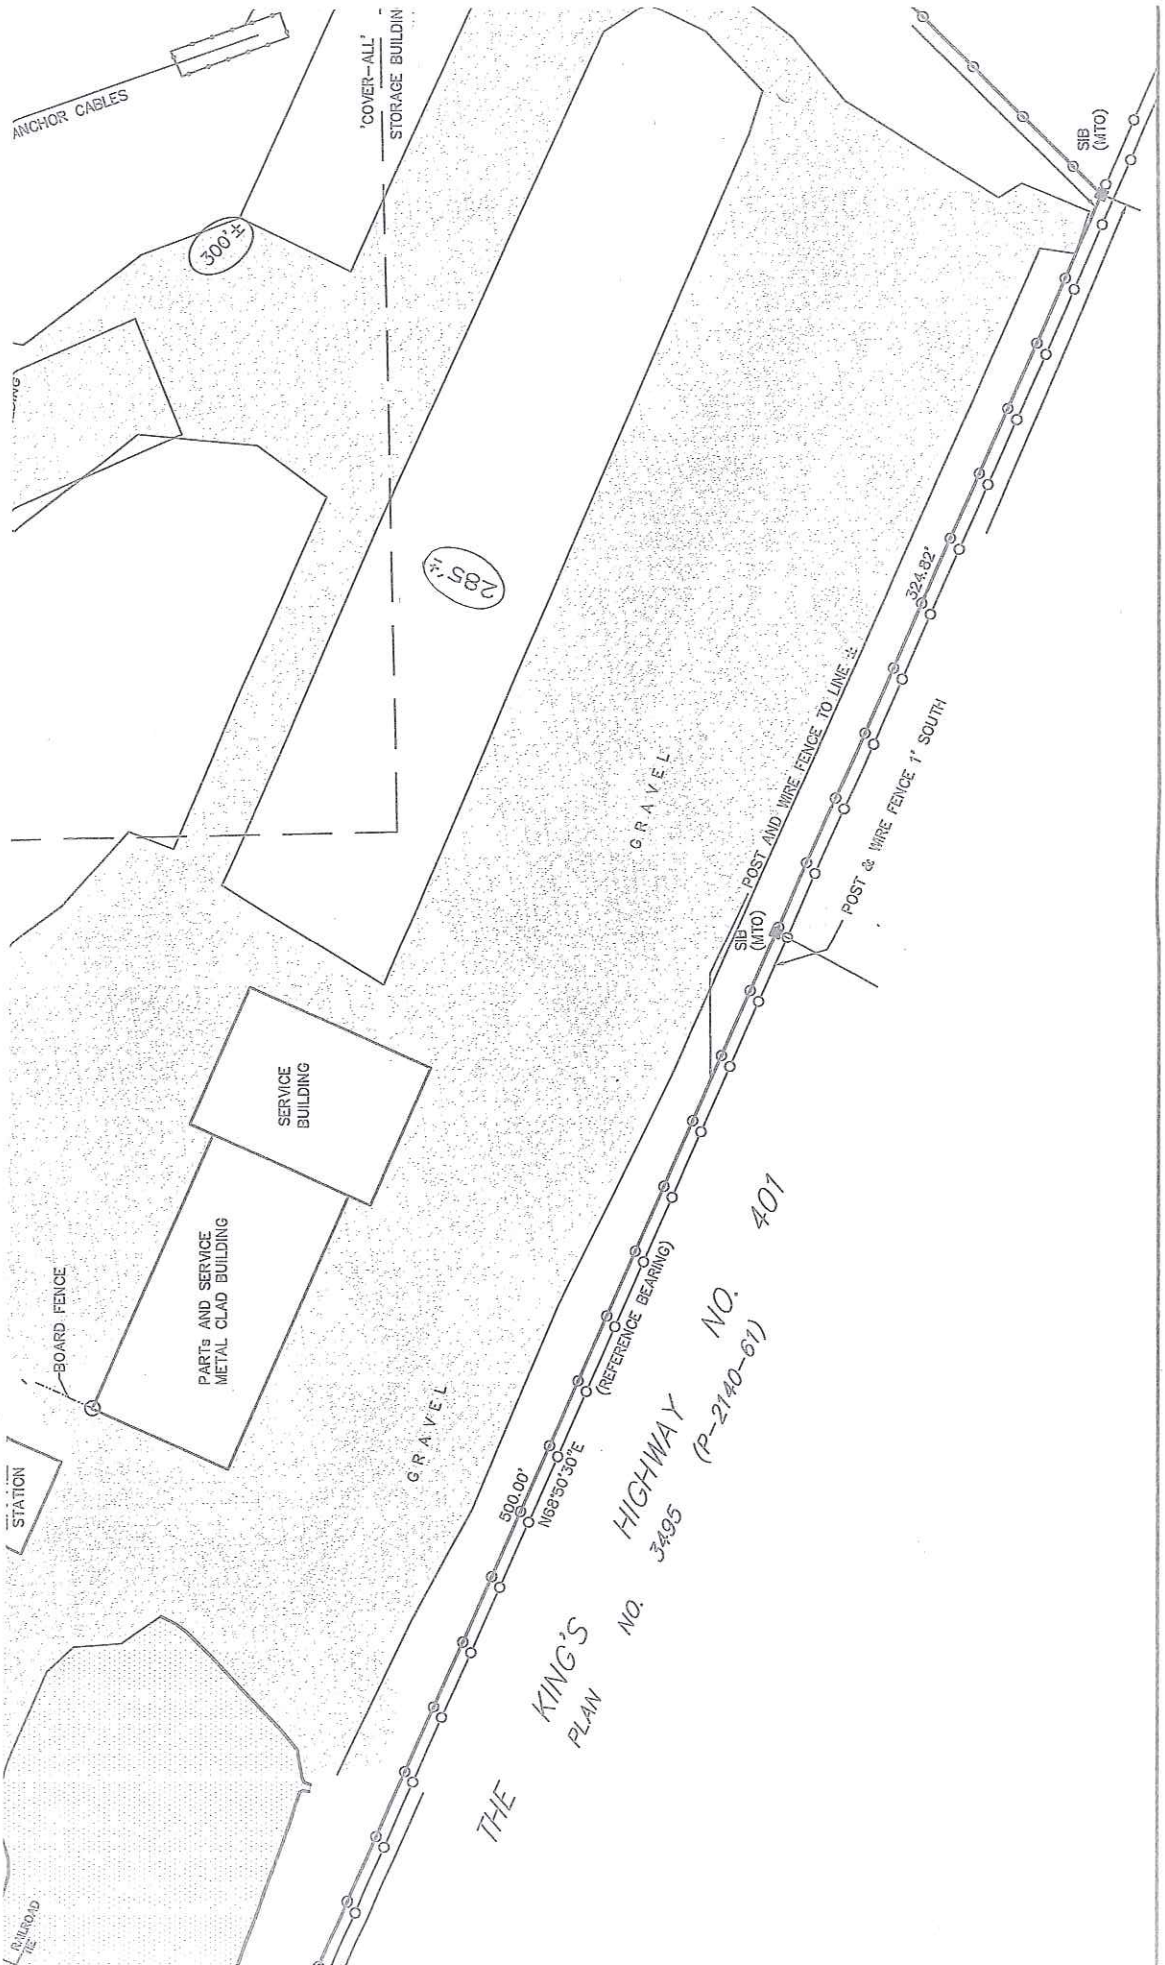 ANCHOR CABLES
'COVER-ALL'
STORAGE BUILDIN
300'±
SIB
(MTO)
285'±
324.82'
POST AND WIRE FENCE TO LINE ±
GRAVEL
POST & WIRE FENCE 1' SOUTH
SIB
(MTO)
SERVICE
BUILDING
BOARD FENCE
PARTs AND SERVICE
METAL CLAD BUILDING
STATION
GRAVEL
500.00'
N68°50'30"E
(REFERENCE BEARING)
THE KING'S HIGHWAY NO. 401
PLAN NO. 3495 (P-2140-61)
RAILROAD
TIE